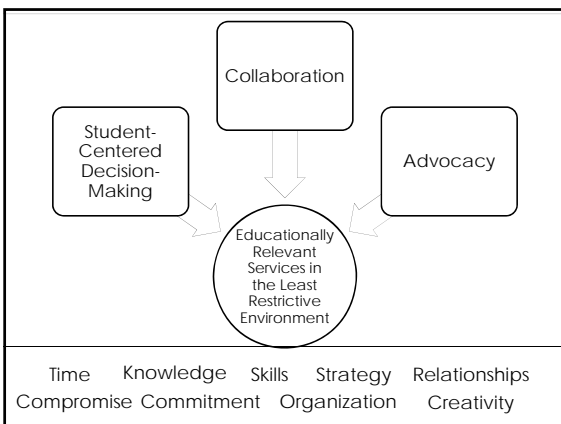 Collaboration
Student-
Centered
Decision-
Making
Advocacy
Educationally
Relevant
Services in
the Least
Restrictive
Environment
Time Knowledge Skills Strategy Relationships
Compromise Commitment Organization Creativity